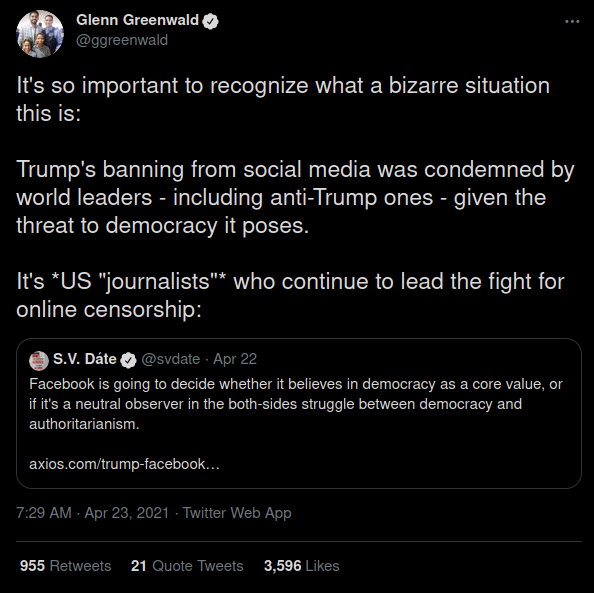 Glenn Greenwald
@ggreenwald
It's so important to recognize what a bizarre situation
this is:
Trump's banning from social media was condemned by
world leaders - including anti-Trump ones - given the
threat to democracy it poses.
It's *US "journalists"* who continue to lead the fight for
online censorship:
S.V. Dáte @svdate · Apr 22
Facebook is going to decide whether it believes in democracy as a core value, or
if it's a neutral observer in the both-sides struggle between democracy and
authoritarianism.
axios.com/trump-facebook…
7:29 AM · Apr 23, 2021 · Twitter Web App
955 Retweets 21 Quote Tweets 3,596 Likes